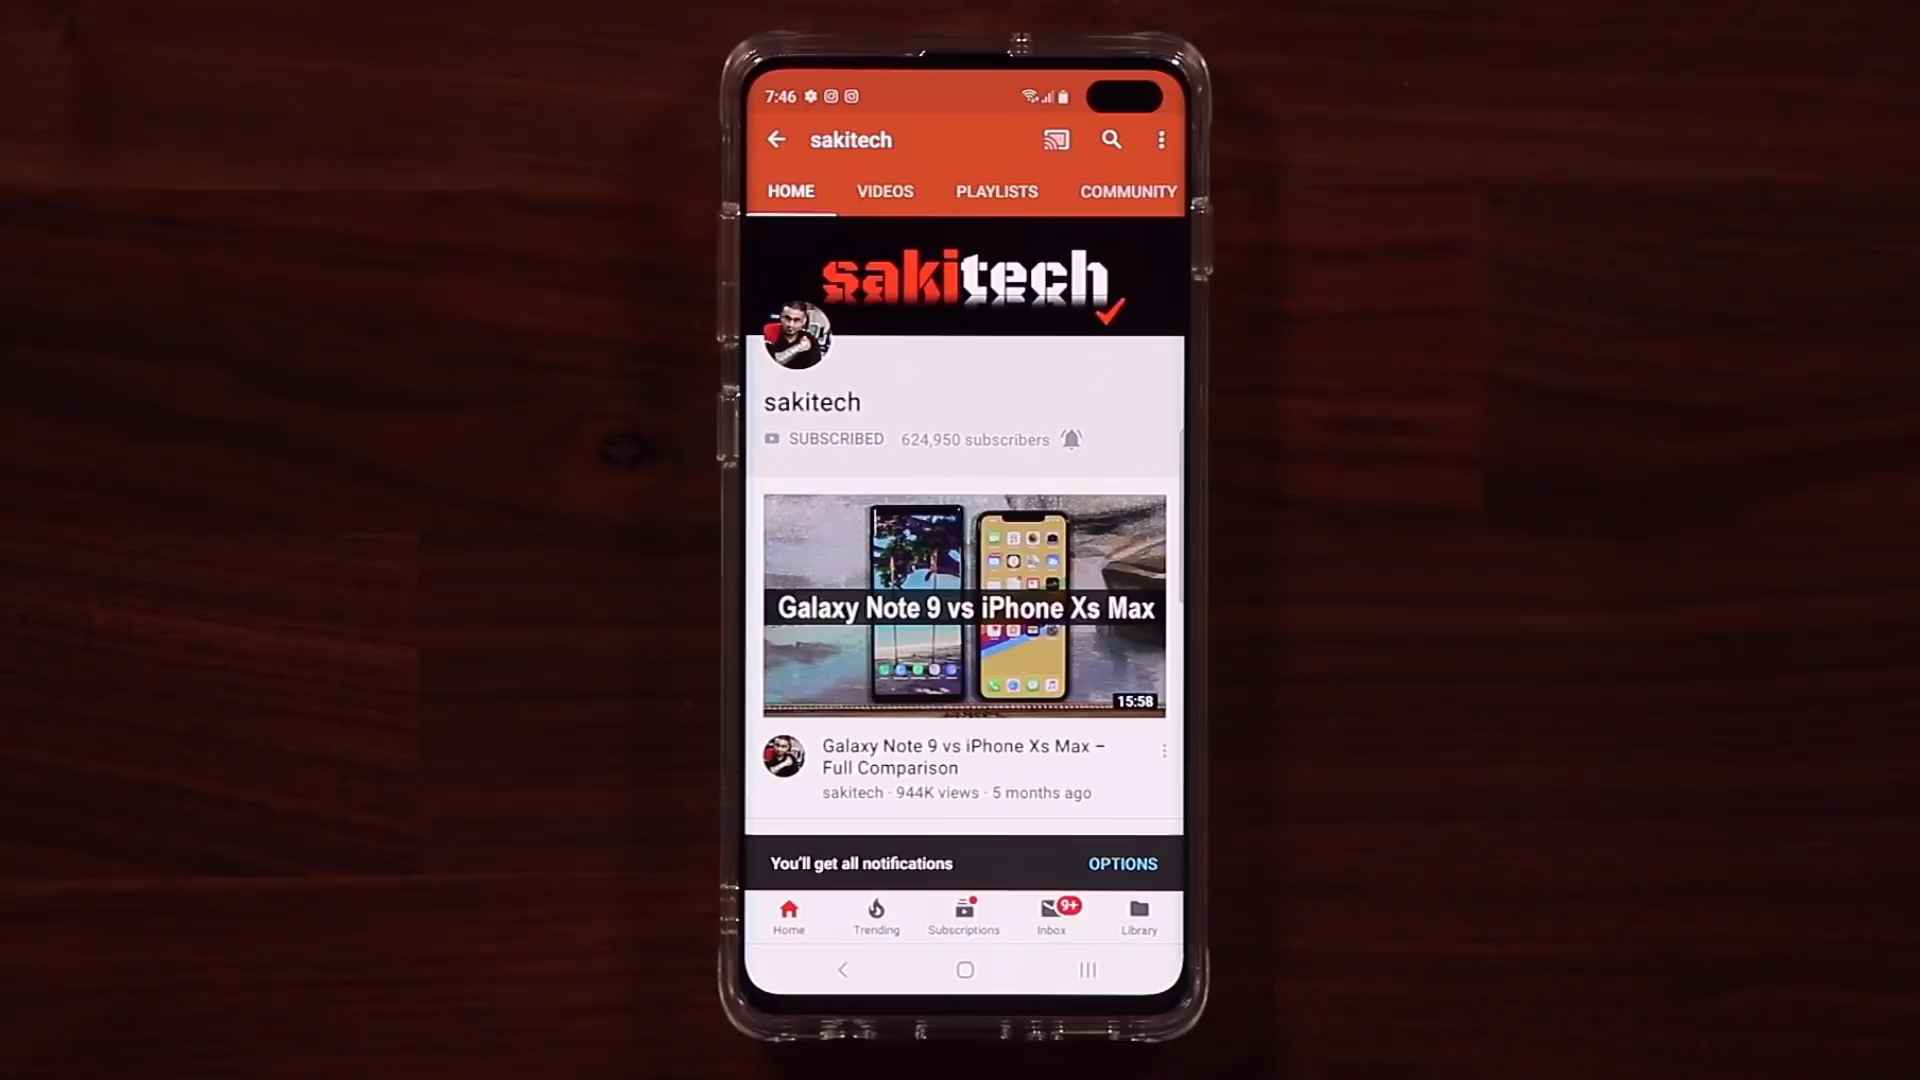 7:46
sakitech
HOME VIDEOS PLAYLISTS COMMUNITY
sakitech
sakitech
SUBSCRIBED 624,950 subscribers
Galaxy Note 9 vs iPhone Xs Max
15:58
Galaxy Note 9 vs iPhone Xs Max –
Full Comparison
sakitech · 944K views · 5 months ago
You'll get all notifications OPTIONS
9+
Home Trending Subscriptions Inbox Library